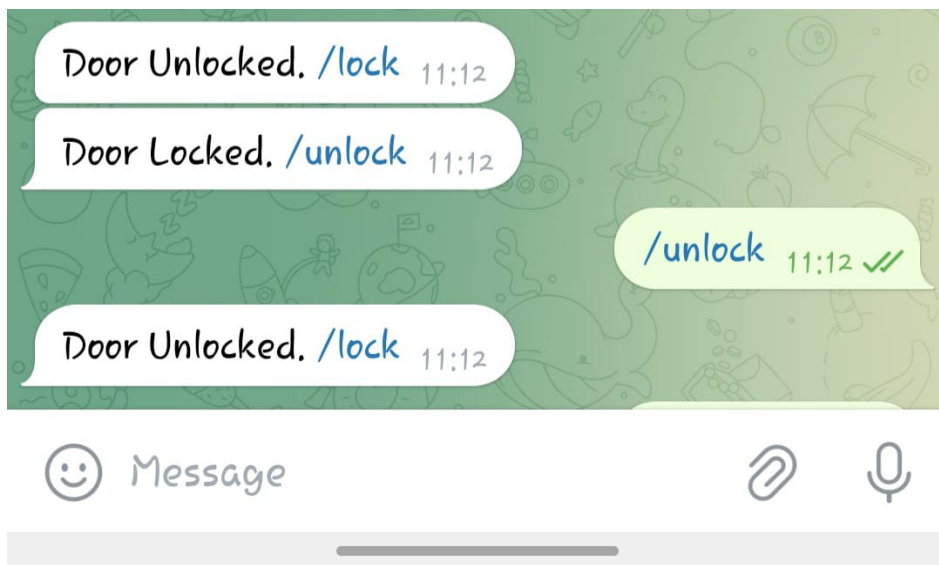 Door Unlocked. /lock 11:12
Door Locked. /unlock 11:12
/unlock 11:12
Door Unlocked. /lock 11:12
Message